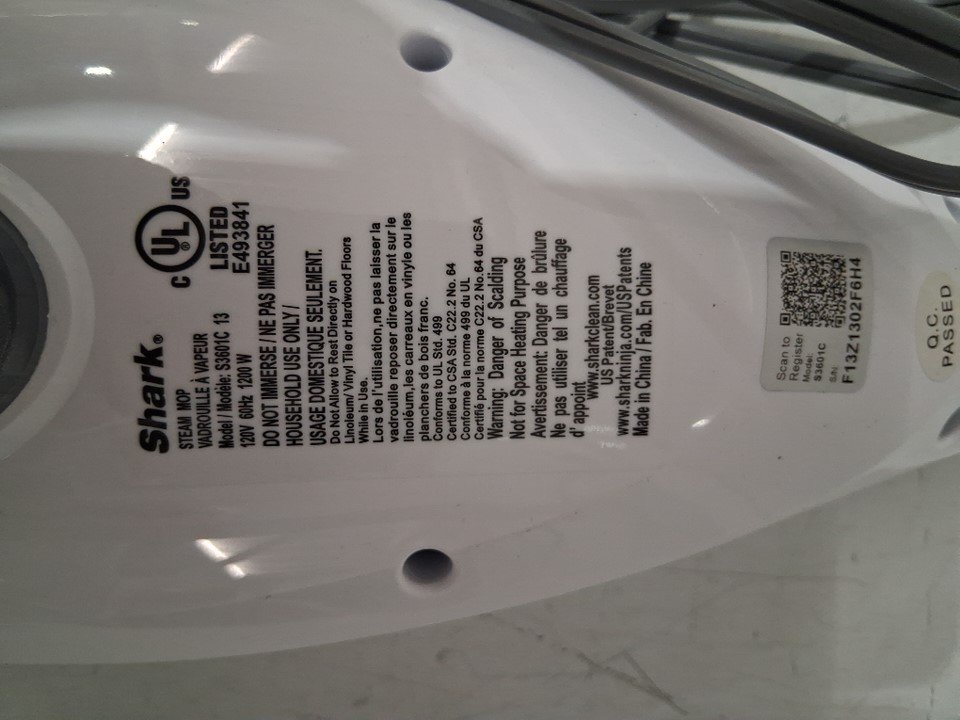 Shark®
STEAM MOP
VADROUILLE À VAPEUR
Model / Modèle: S3601C 13
120V 60Hz 1200 W
C UL ® US
LISTED
E493841
DO NOT IMMERSE / NE PAS IMMERGER
HOUSEHOLD USE ONLY /
USAGE DOMESTIQUE SEULEMENT.
Do Not Allow to Rest Directly on
Linoleum/ Vinyl Tile or Hardwood Floors
While in Use.
Lors de l'utilisation,ne pas laisser la
vadrouille reposer directement sur le
linoléum,les carreaux en vinyle ou les
planchers de bois franc.
Conforms to UL Std. 499
Certified to CSA Std. C22.2 No. 64
Conforme à la norme 499 du UL
Certifié pour la norme C22.2 No.64 du CSA
Warning: Danger of Scalding
Not for Space Heating Purpose
Avertissement: Danger de brûlure
Ne pas utiliser tel un chauffage
d' appoint
www.sharkclean.com
US Patent/Brevet
www.sharkninja.com/USPatents
Made in China / Fab. En Chine
Scan to
Register
Model:
S3601C
S/N:
F13Z1302F6H4
Q.C.
PASSED